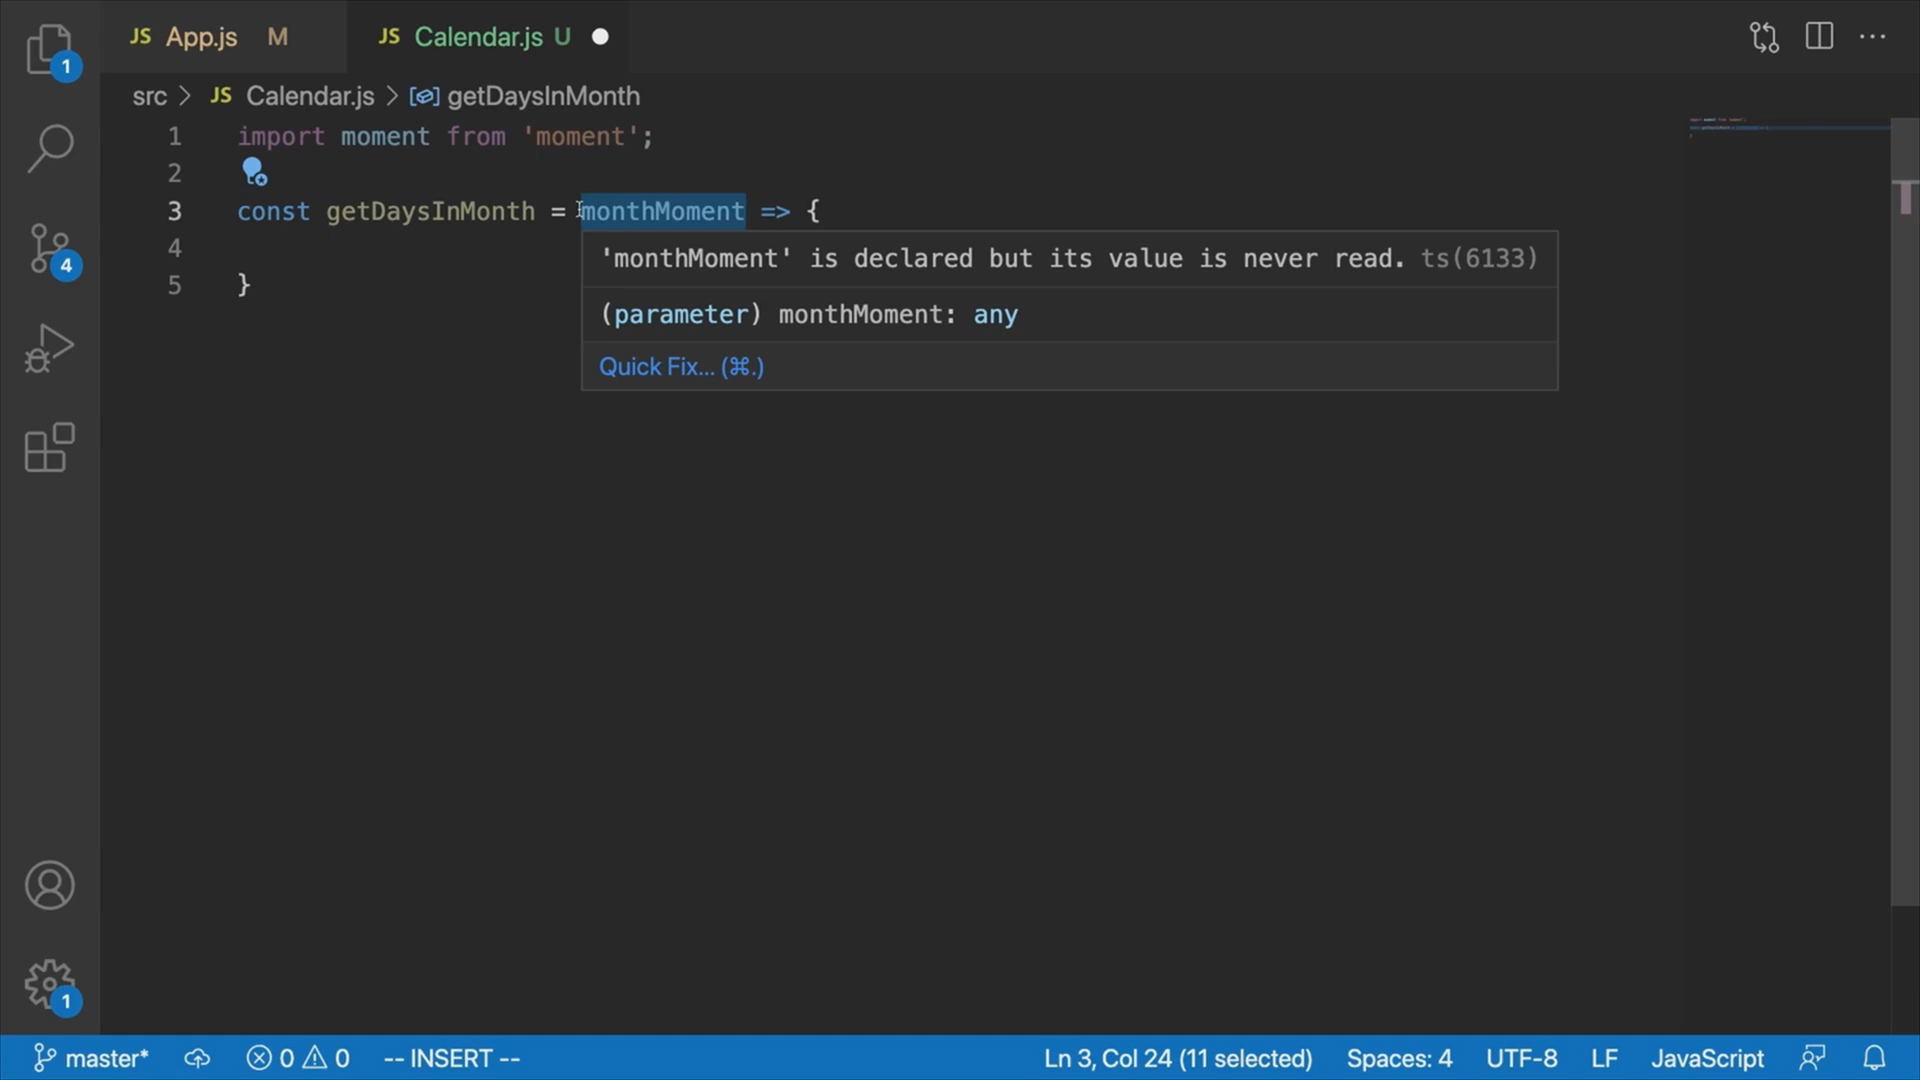 JS App.js M JS Calendar.js U
1
src > JS Calendar.js > getDaysInMonth
1 import moment from 'moment';
2
3 const getDaysInMonth = monthMoment => {
4
'monthMoment' is declared but its value is never read. ts(6133)
5 }
(parameter) monthMoment: any
Quick Fix... (⌘.)
4
1
master* 0 0 -- INSERT -- Ln 3, Col 24 (11 selected) Spaces: 4 UTF-8 LF JavaScript